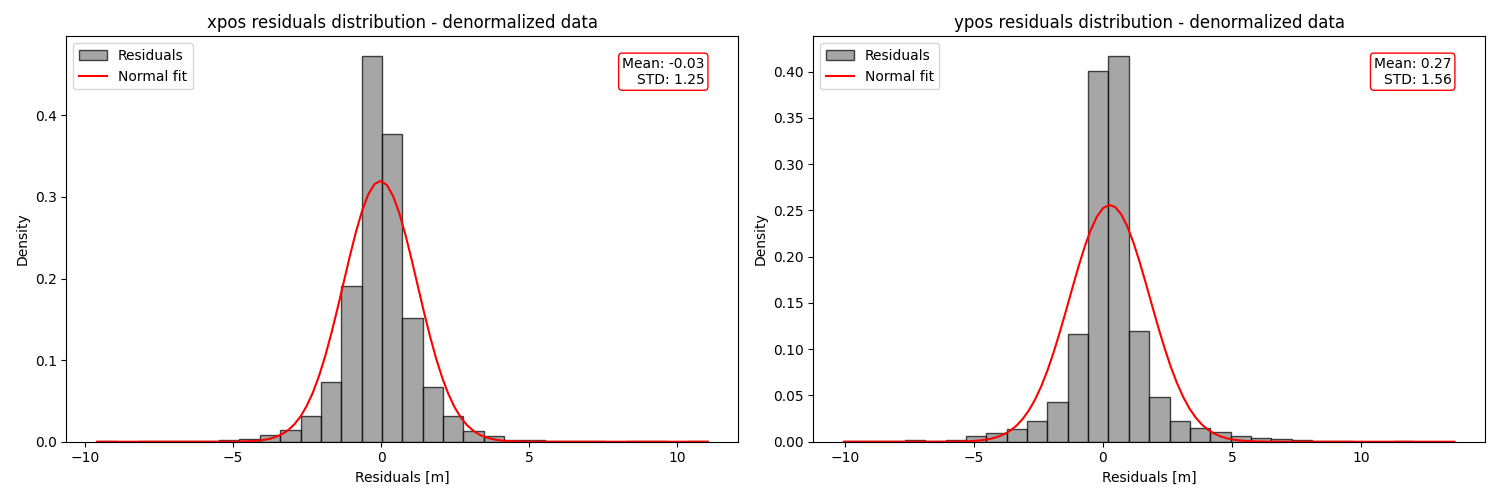 xpos residuals distribution - denormalized data
Residuals
Normal fit
Mean: -0.03
STD: 1.25
0.4
0.3
0.2
0.1
0.0
Density
−10
−5
0
5
10
Residuals [m]
ypos residuals distribution - denormalized data
Residuals
Normal fit
Mean: 0.27
STD: 1.56
0.40
0.35
0.30
0.25
0.20
0.15
0.10
0.05
0.00
Density
−10
−5
0
5
10
Residuals [m]